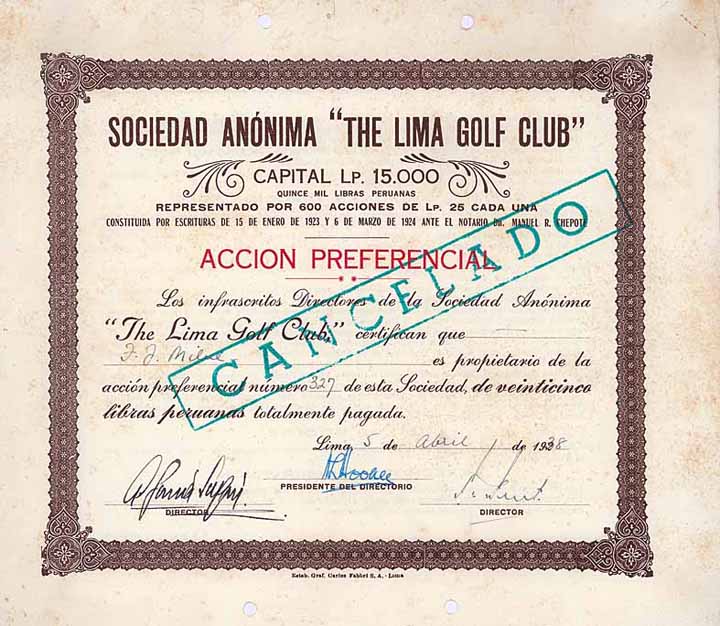 SOCIEDAD ANÓNIMA "THE LIMA GOLF CLUB"
CAPITAL LP. 15.000
QUINCE MIL LIBRAS PERUANAS
REPRESENTADO POR 600 ACCIONES DE LP. 25 CADA UNA
CONSTITUIDA POR ESCRITURAS DE 15 DE ENERO DE 1923 Y 6 DE MARZO DE 1924 ANTE EL NOTARIO DR. MANUEL R. CHEPOTE
ACCION PREFERENCIAL
CANCELADO
Los infrascritos Directores de la Sociedad Anónima
"The Lima Golf Club," certifican que
F. J. Milne es propietario de la
acción preferencial número 327 de esta Sociedad, de veinticinco
libras peruanas totalmente pagada.
Lima, 5 de Abril de 1938
DIRECTOR
PRESIDENTE DEL DIRECTORIO
DIRECTOR
Estab. Graf. Carlos Fabbri S. A. - Lima